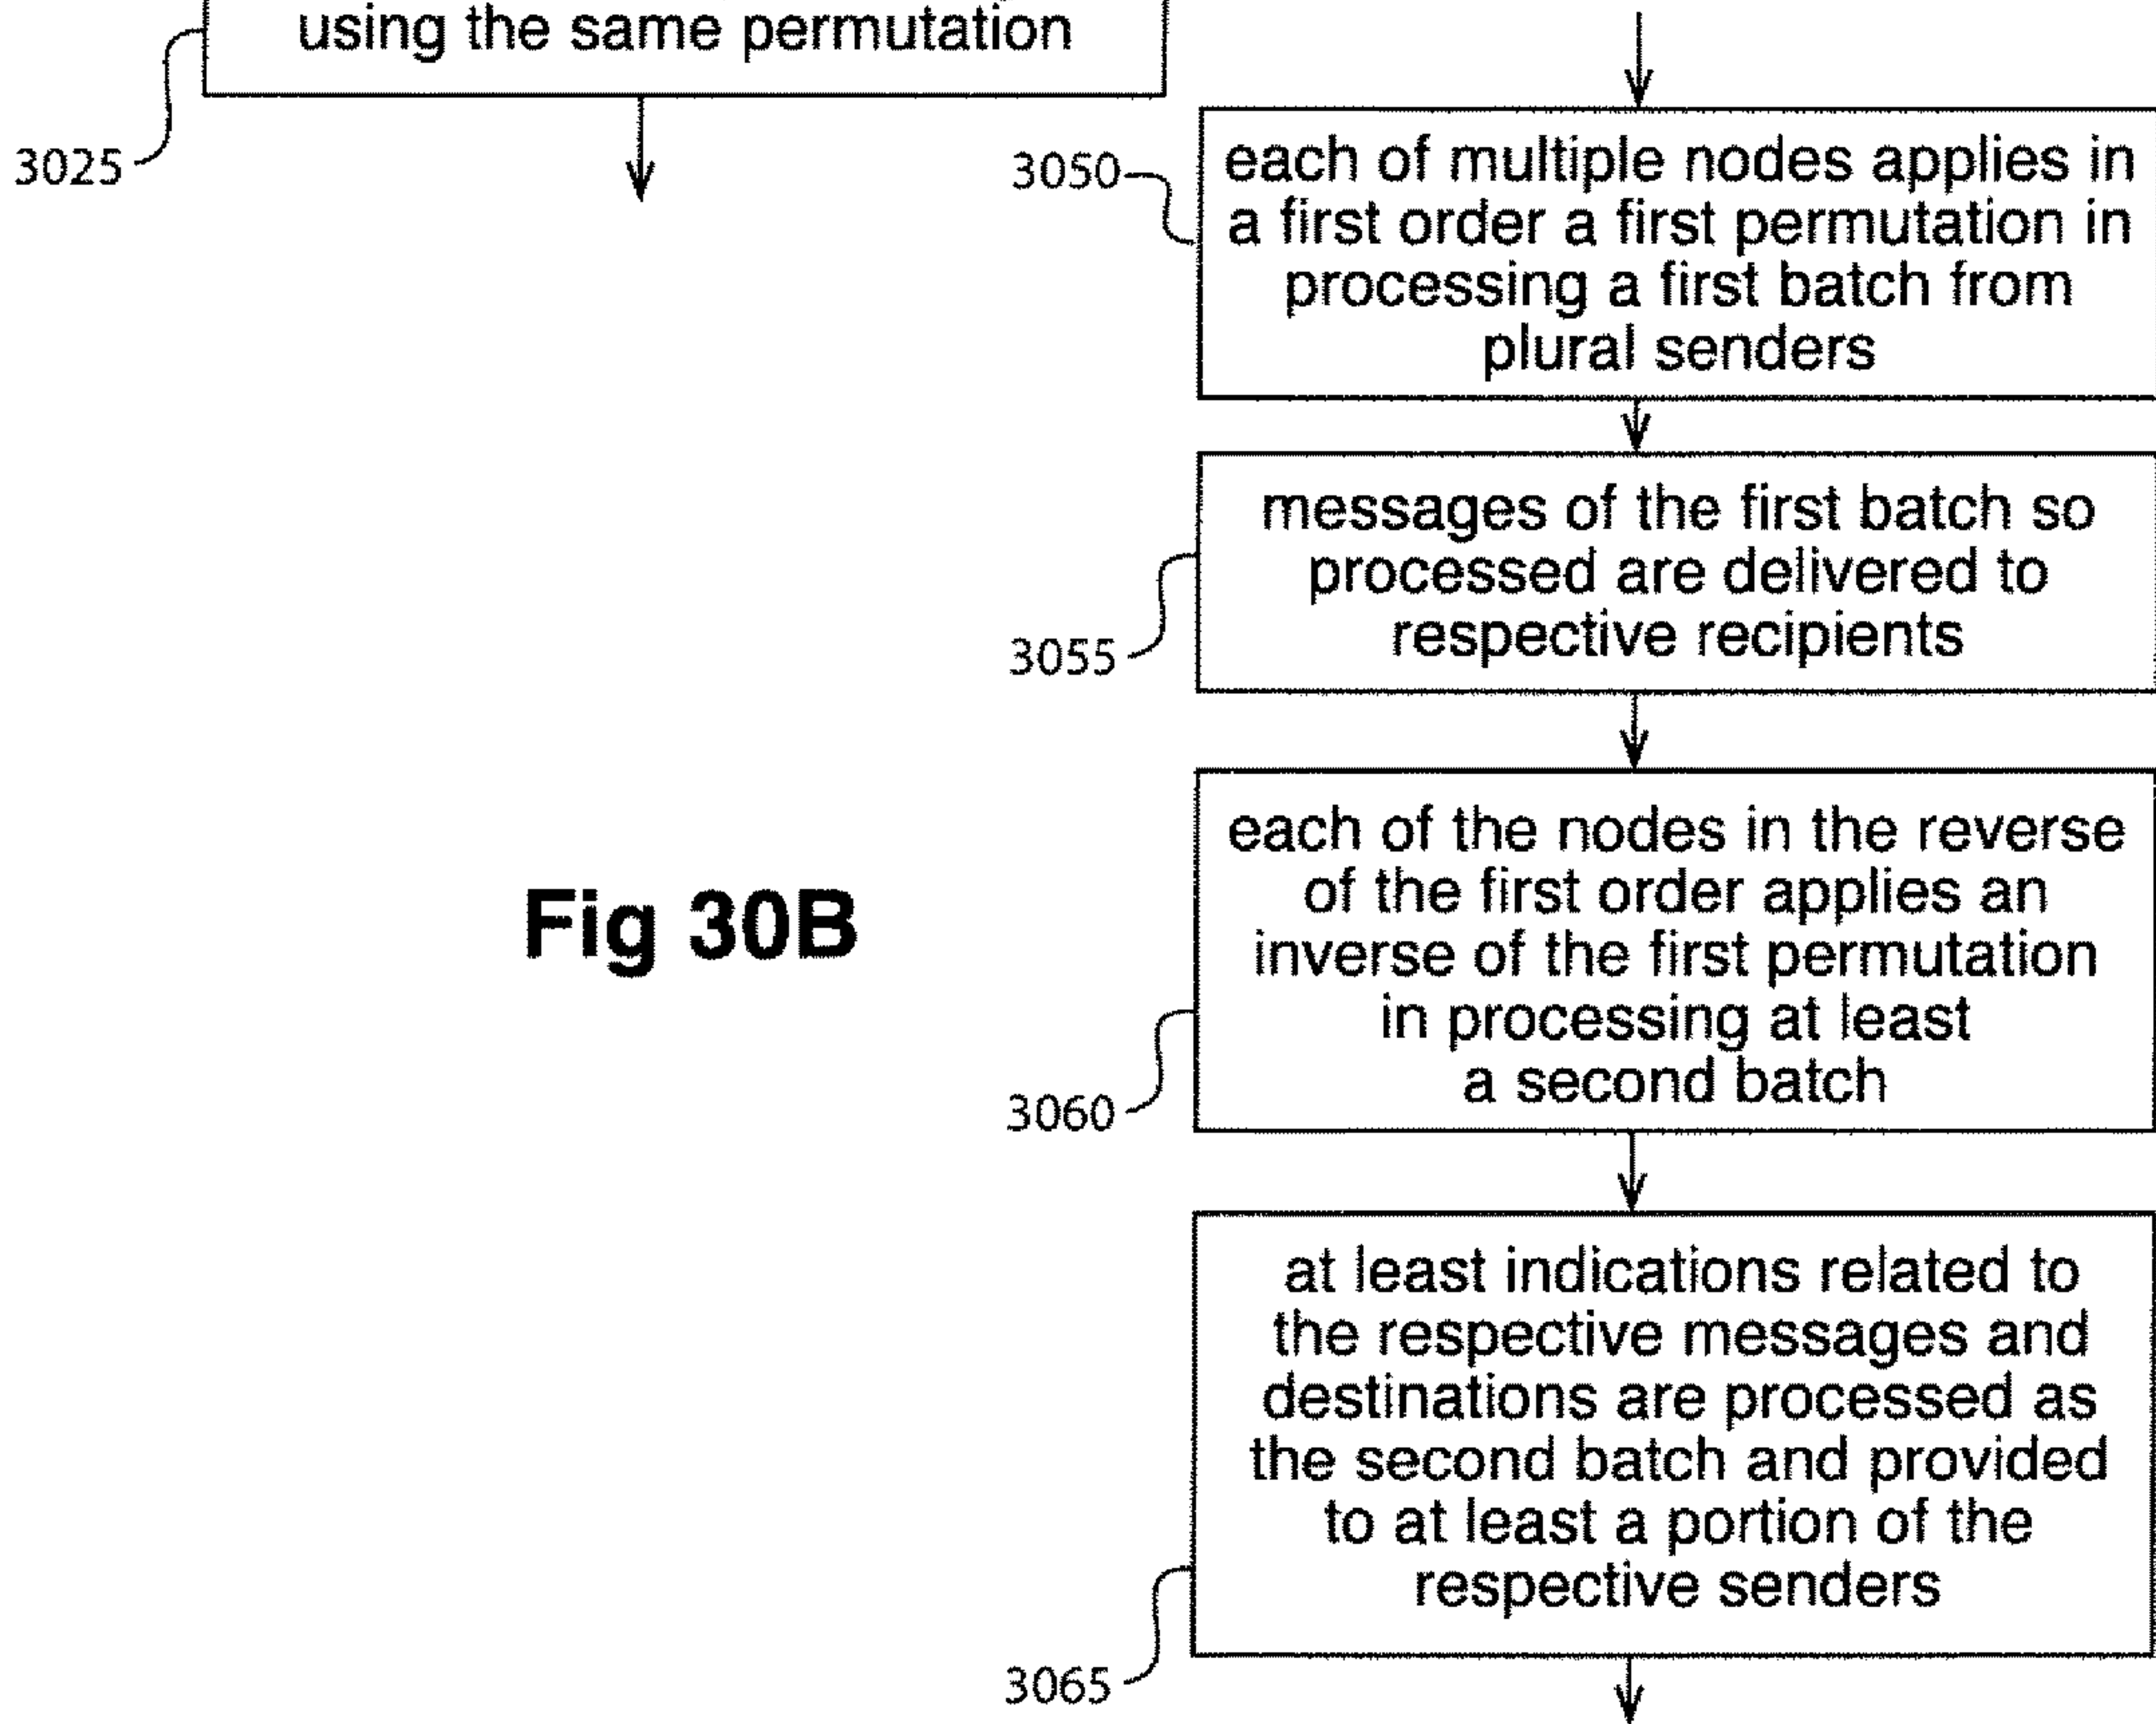 using the same permutation
3025
3050
each of multiple nodes applies in
a first order a first permutation in
processing a first batch from
plural senders
messages of the first batch so
processed are delivered to
respective recipients
3055
each of the nodes in the reverse
of the first order applies an
inverse of the first permutation
in processing at least
a second batch
3060
Fig 30B
at least indications related to
the respective messages and
destinations are processed as
the second batch and provided
to at least a portion of the
respective senders
3065